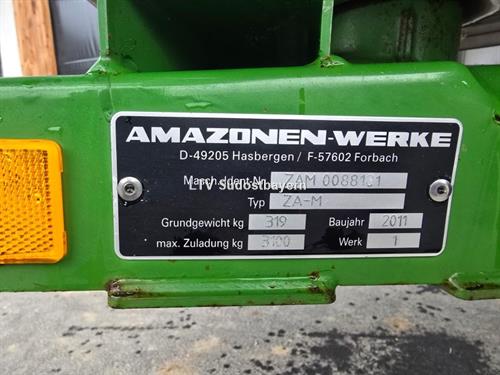 AMAZONEN-WERKE
D-49205 Hasbergen / F-57602 Forbach
Masch.Ident.Nr. ZAM 0088101
LTV Südostbayern
Typ ZA-M
Grundgewicht kg 319 Baujahr 2011
max. Zuladung kg 3100 Werk 1